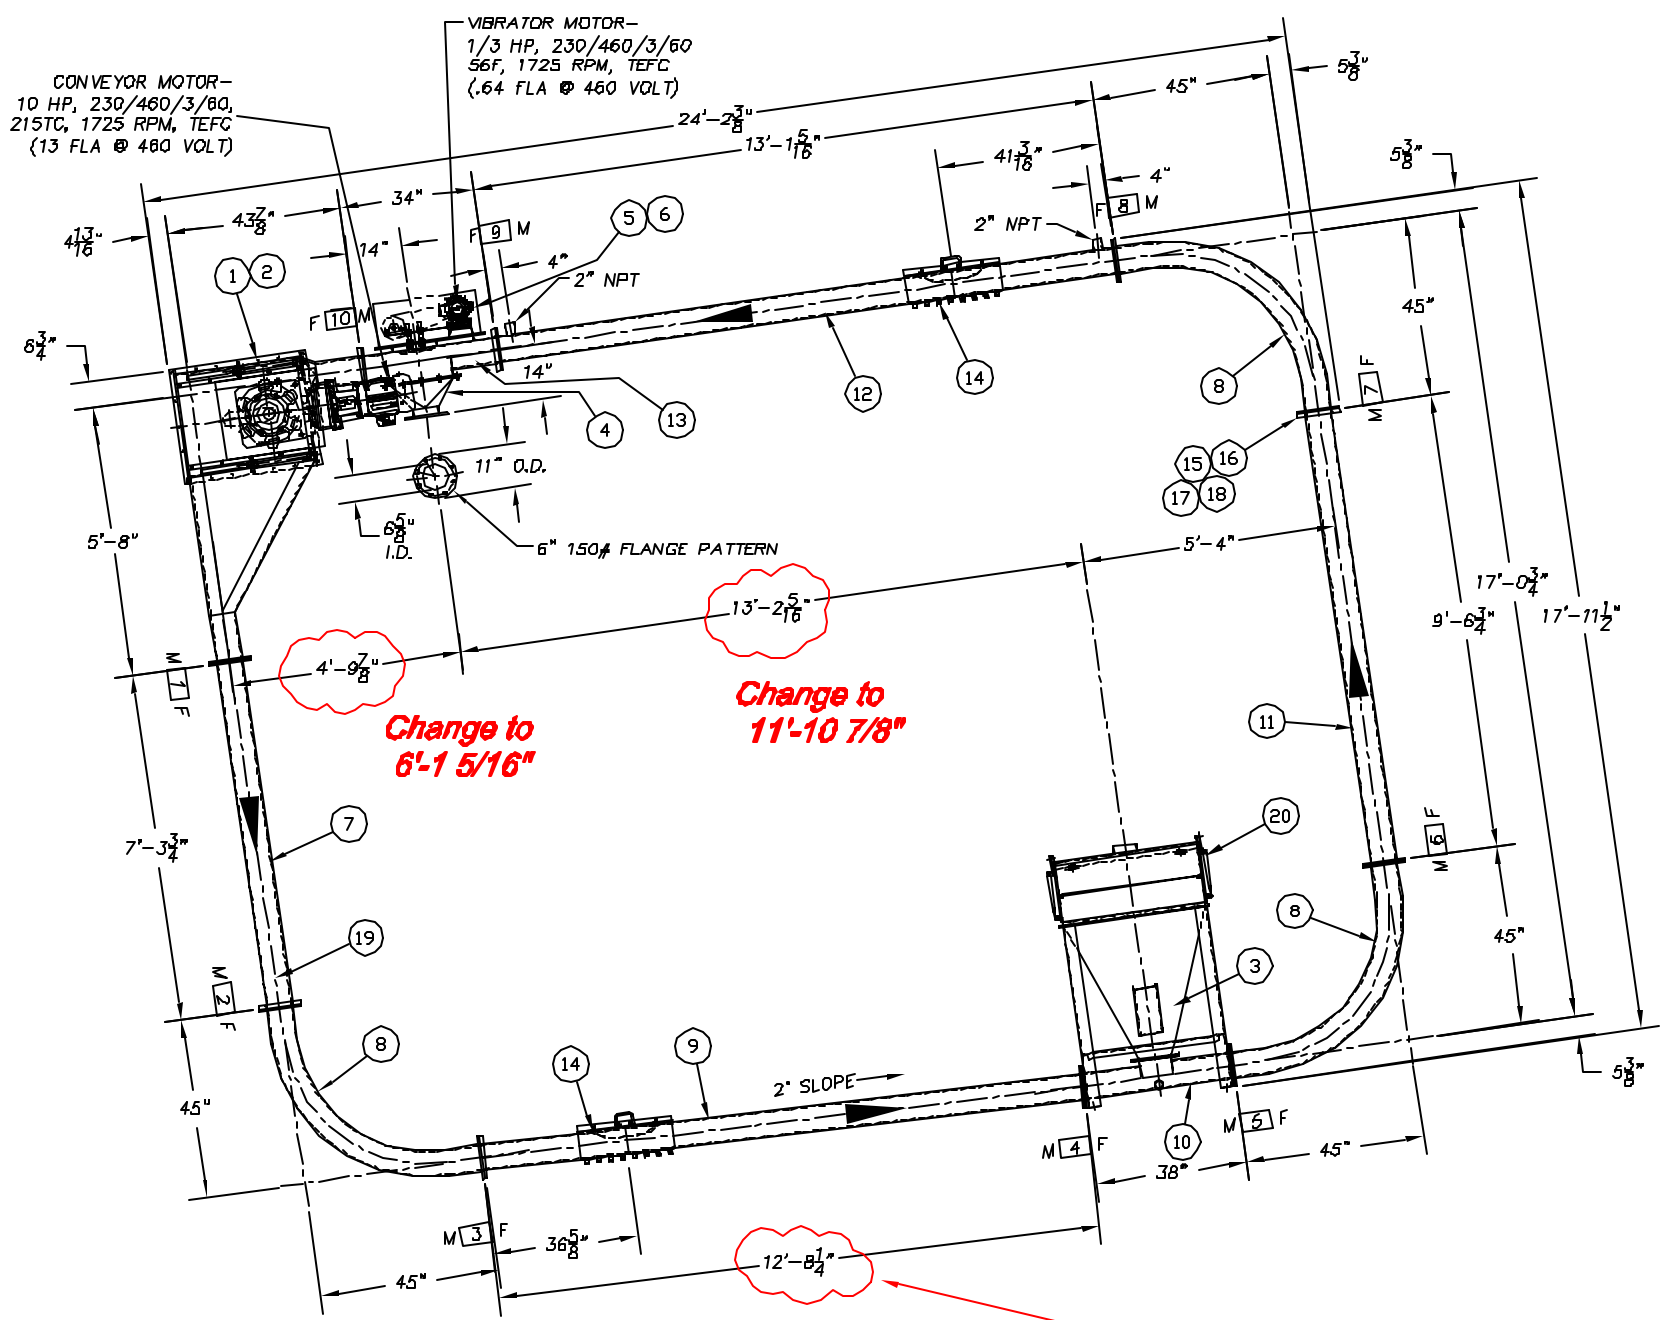 VIBRATOR MOTOR-
1/3 HP, 230/460/3/60
56F, 1725 RPM, TEFC
(.64 FLA @ 460 VOLT)
CONVEYOR MOTOR-
10 HP, 230/460/3/60,
215TC, 1725 RPM, TEFC
(13 FLA @ 460 VOLT)
24'-2 3/8"
13'-1 5/16"
45"
5 3/8"
41 3/16"
4"
5 3/8"
34"
43 7/8"
4 13/16"
14"
F 9 M
5 6
4"
2" NPT
2" NPT
F 8 M
1 2
F 10 M
6 3/4"
14"
12
14
8
45"
M 7 F
13
4
11" O.D.
15 16
17 18
6 5/8"
I.D.
6" 150# FLANGE PATTERN
5'-8"
5'-4"
17'-0 3/4"
9'-6 3/4"
17'-11 1/2"
13'-2 5/16"
4'-9 7/8"
M 1 F
Change to
11'-10 7/8"
Change to
6'-1 5/16"
11
7
7'-3 3/4"
20
M 6 F
8
45"
19
3
M 2 F
8
14
9
2° SLOPE
45"
5 3/8"
M 5 F
M 4 F
10
38"
45"
M 3 F
36 5/8"
12'-8 1/4"
45"